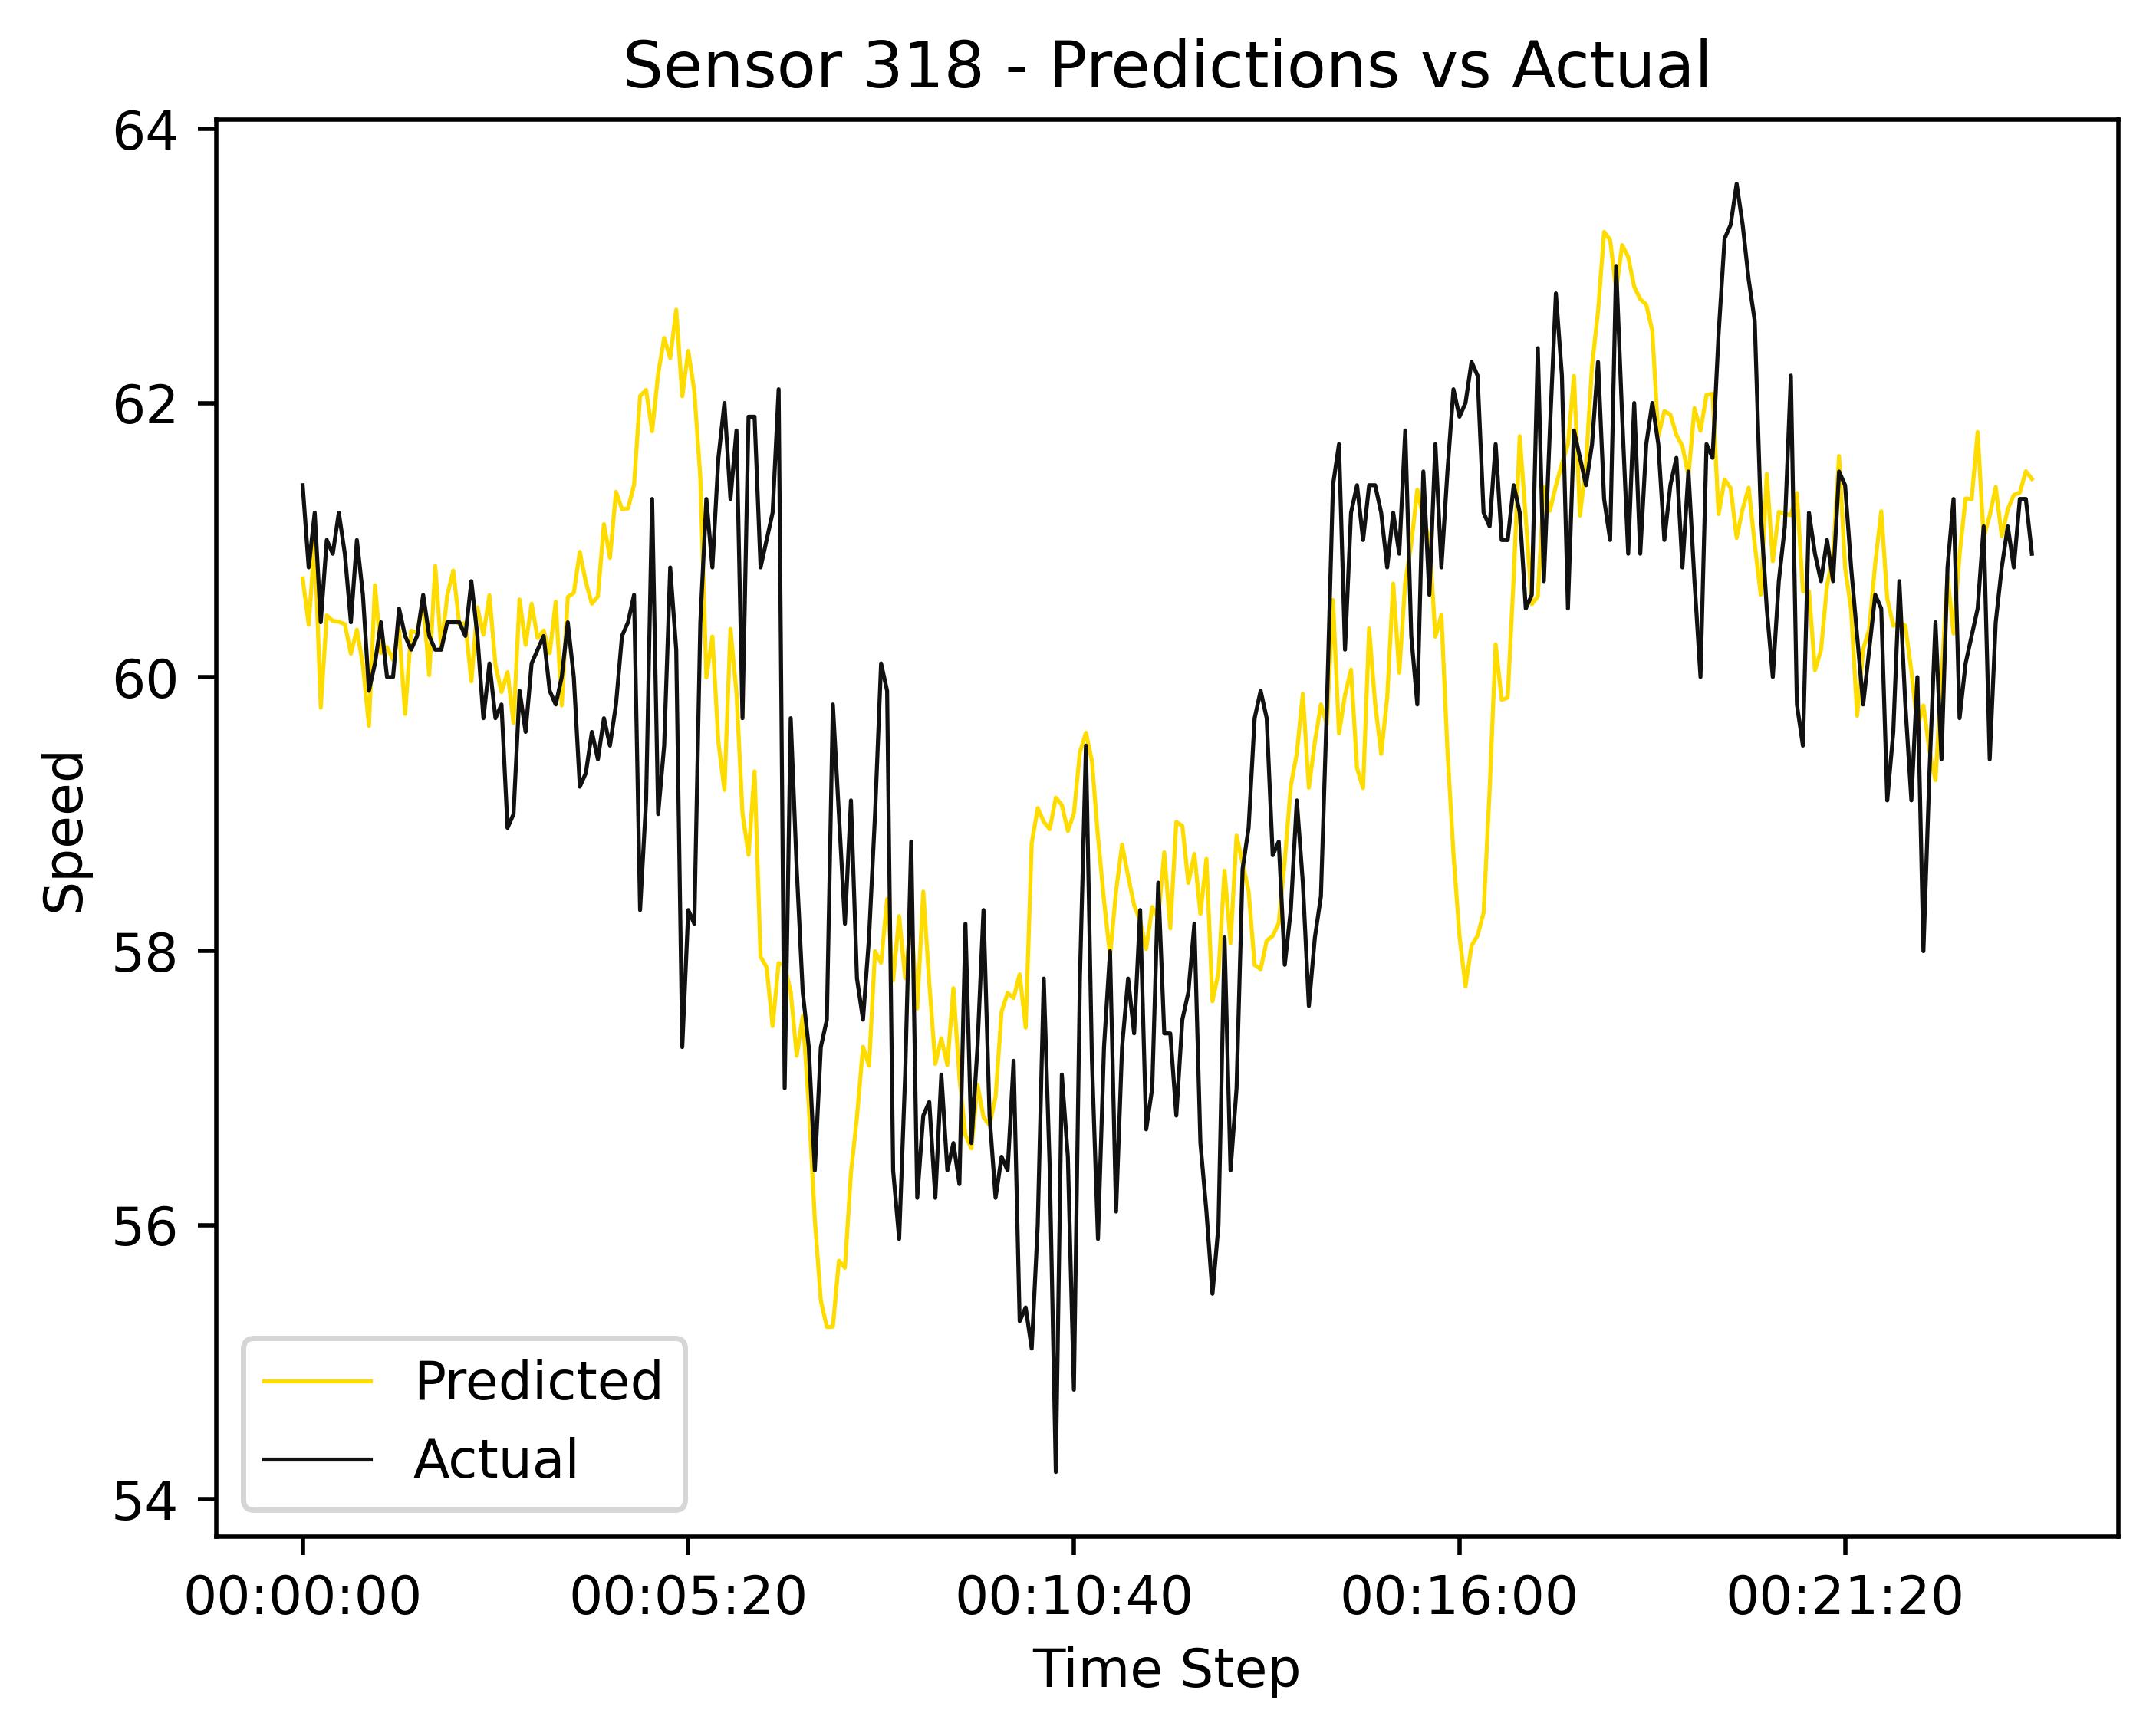 Sensor 318 - Predictions vs Actual
64
62
60
58
56
54
Speed
Predicted
Actual
00:00:00 00:05:20 00:10:40 00:16:00 00:21:20
Time Step